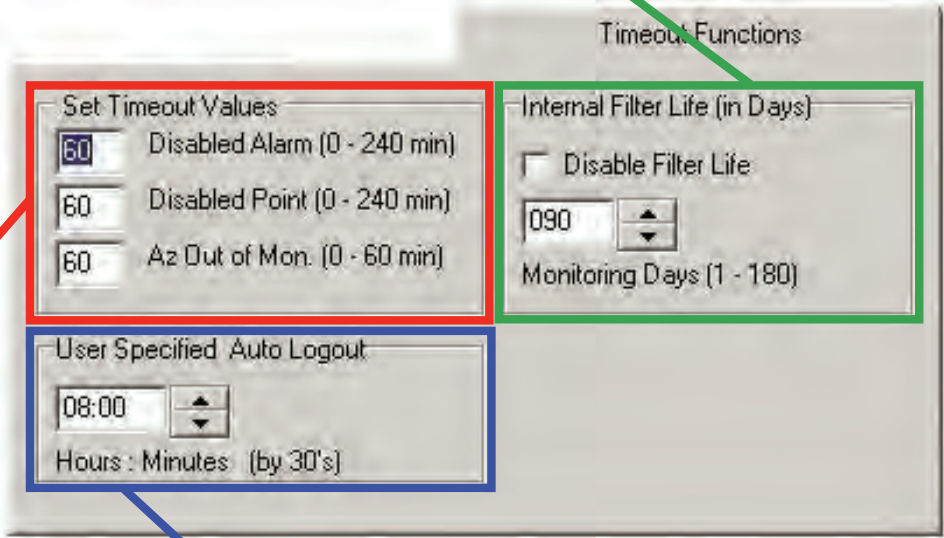 Timeout Functions
Set Timeout Values
60 Disabled Alarm (0 - 240 min)
60 Disabled Point (0 - 240 min)
60 Az Out of Mon. (0 - 60 min)
Internal Filter Life (in Days)
Disable Filter Life
090
Monitoring Days (1 - 180)
User Specified Auto Logout
08:00
Hours : Minutes (by 30's)